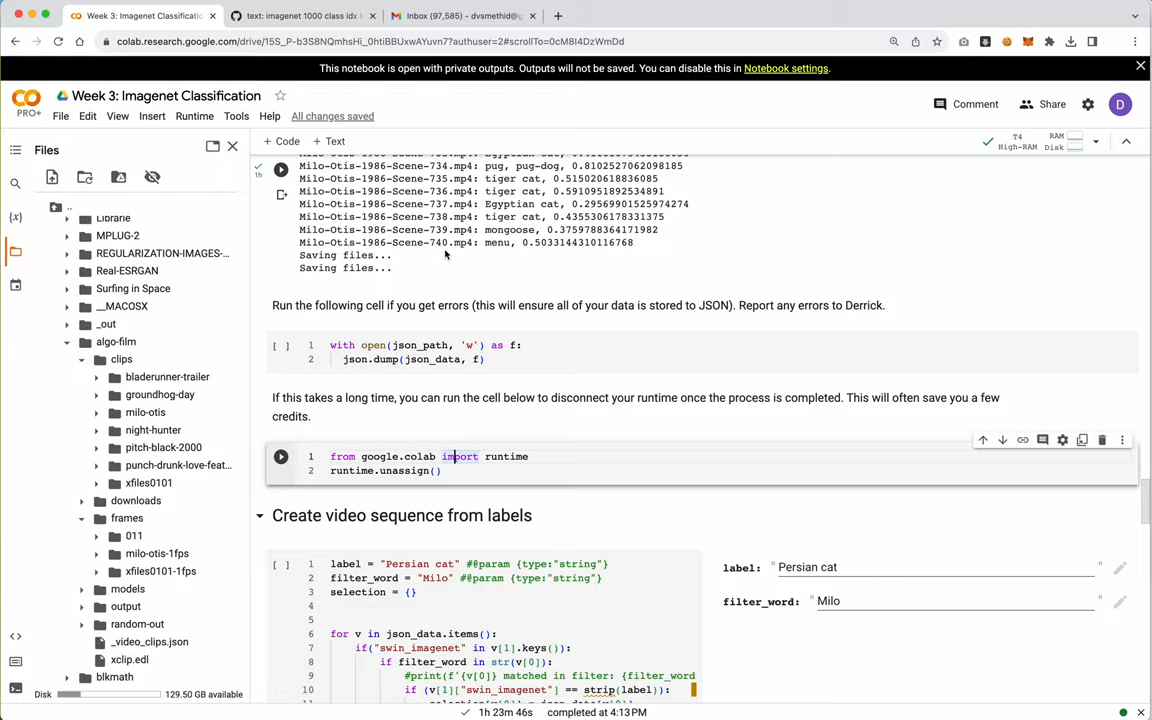 Week 3: Imagenet Classification
text: imagenet 1000 class idx
Inbox (97,585) - dvsmethid@g
colab.research.google.com/drive/15S_P-b3S8NQmhsHi_0htiBBUxwAYuvn7?authuser=2#scrollTo=0cM8I4DzWmDd
This notebook is open with private outputs. Outputs will not be saved. You can disable this in Notebook settings.
PRO+
Week 3: Imagenet Classification
File Edit View Insert Runtime Tools Help All changes saved
Comment
Share
D
Files
+ Code + Text
T4
High-RAM
RAM
Disk
1h
Milo-Otis-1986-Scene-734.mp4: pug, pug-dog, 0.8102527062098185
Milo-Otis-1986-Scene-735.mp4: tiger cat, 0.515020618836085
Milo-Otis-1986-Scene-736.mp4: tiger cat, 0.5910951892534891
Milo-Otis-1986-Scene-737.mp4: Egyptian cat, 0.29569901525974274
Milo-Otis-1986-Scene-738.mp4: tiger cat, 0.4355306178331375
Milo-Otis-1986-Scene-739.mp4: mongoose, 0.3759788364171982
Milo-Otis-1986-Scene-740.mp4: menu, 0.5033144310116768
Saving files...
Saving files...
..
Librarie
MPLUG-2
REGULARIZATION-IMAGES-...
Real-ESRGAN
Surfing in Space
__MACOSX
_out
algo-film
clips
bladerunner-trailer
groundhog-day
milo-otis
night-hunter
pitch-black-2000
punch-drunk-love-feat...
xfiles0101
downloads
frames
011
milo-otis-1fps
xfiles0101-1fps
models
output
random-out
_video_clips.json
xclip.edl
blkmath
Disk
129.50 GB available
Run the following cell if you get errors (this will ensure all of your data is stored to JSON). Report any errors to Derrick.
[ ]
1 with open(json_path, 'w') as f:
2 json.dump(json_data, f)
If this takes a long time, you can run the cell below to disconnect your runtime once the process is completed. This will often save you a few
credits.
1 from google.colab import runtime
2 runtime.unassign()
Create video sequence from labels
[ ]
1 label = "Persian cat" #@param {type:"string"}
2 filter_word = "Milo" #@param {type:"string"}
3 selection = {}
4
5
6 for v in json_data.items():
7 if("swin_imagenet" in v[1].keys()):
8 if filter_word in str(v[0]):
9 #print(f'{v[0]} matched in filter: {filter_word
10 if (v[1]["swin_imagenet"] == strip(label)):
label: "Persian cat"
filter_word: "Milo"
1h 23m 46s completed at 4:13 PM